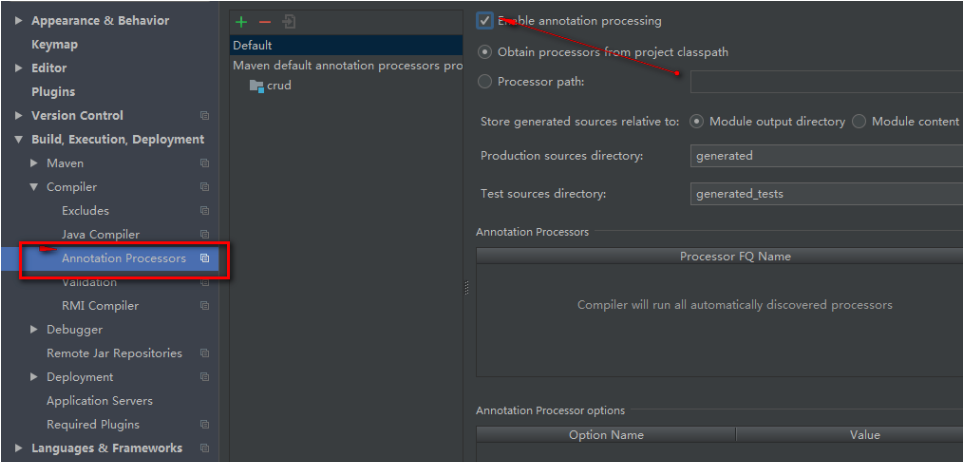 Appearance & Behavior
Keymap
Editor
Plugins
Version Control
Build, Execution, Deployment
Maven
Compiler
Excludes
Java Compiler
Annotation Processors
Validation
RMI Compiler
Debugger
Remote Jar Repositories
Deployment
Application Servers
Required Plugins
Languages & Frameworks
Default
Maven default annotation processors pro
crud
Enable annotation processing
Obtain processors from project classpath
Processor path:
Store generated sources relative to: Module output directory Module content
Production sources directory: generated
Test sources directory: generated_tests
Annotation Processors
Processor FQ Name
Compiler will run all automatically discovered processors
Annotation Processor options
Option Name Value